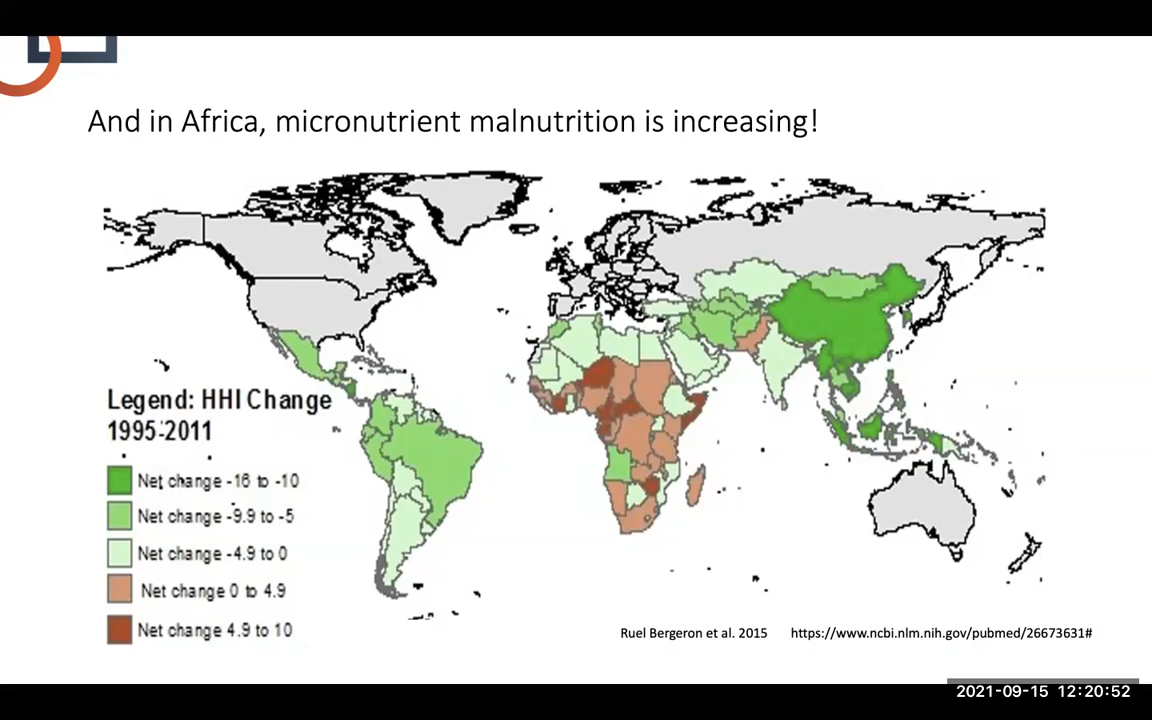 And in Africa, micronutrient malnutrition is increasing!
Legend: HHI Change
1995-2011
Net change -16 to -10
Net change -9.9 to -5
Net change -4.9 to 0
Net change 0 to 4.9
Net change 4.9 to 10
Ruel Bergeron et al. 2015 https://www.ncbi.nlm.nih.gov/pubmed/26673631#
2021-09-15 12:20:52